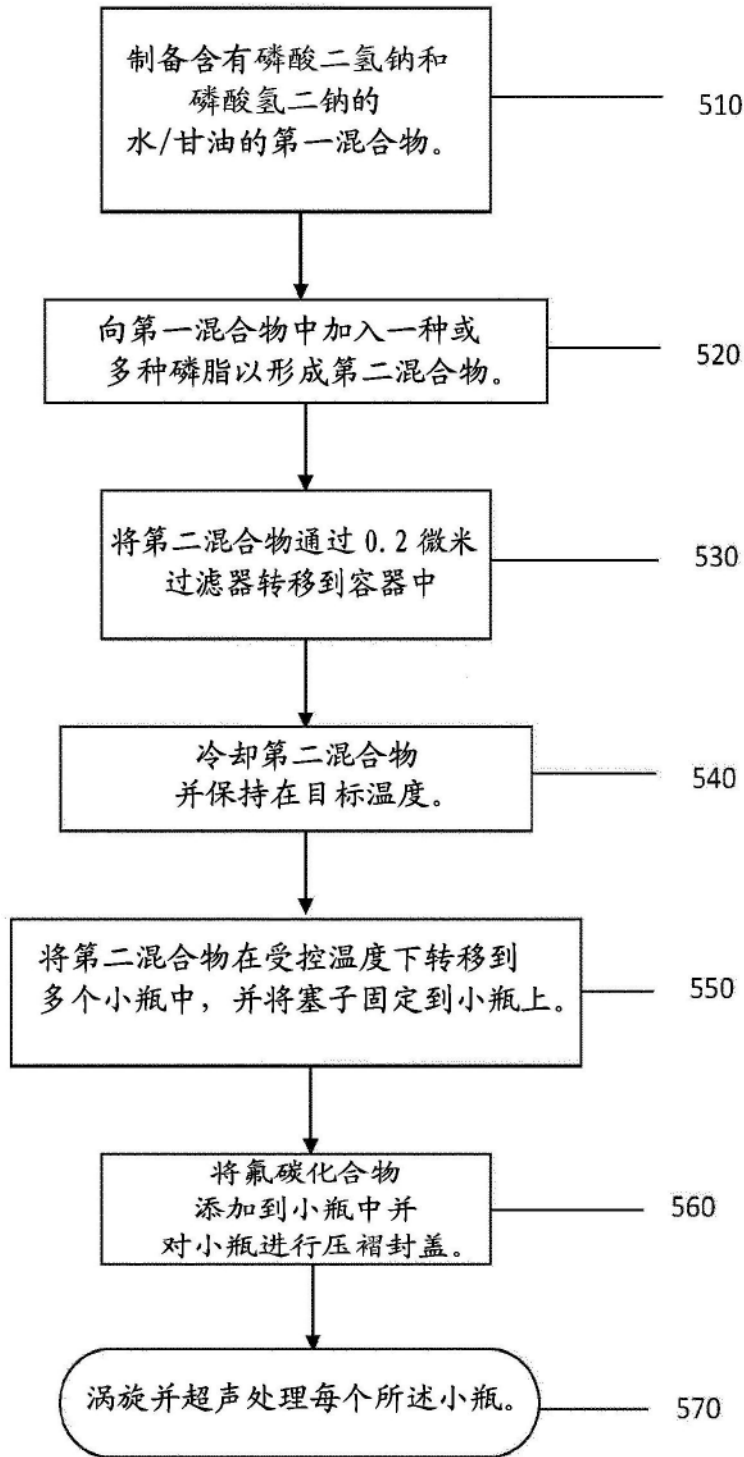 制备含有磷酸二氢钠和
磷酸氢二钠的
水/甘油的第一混合物。
510
向第一混合物中加入一种或
多种磷脂以形成第二混合物。
520
将第二混合物通过 0.2 微米
过滤器转移到容器中
530
冷却第二混合物
并保持在目标温度。
540
将第二混合物在受控温度下转移到
多个小瓶中，并将塞子固定到小瓶上。
550
将氟碳化合物
添加到小瓶中并
对小瓶进行压褶封盖。
560
涡旋并超声处理每个所述小瓶。
570